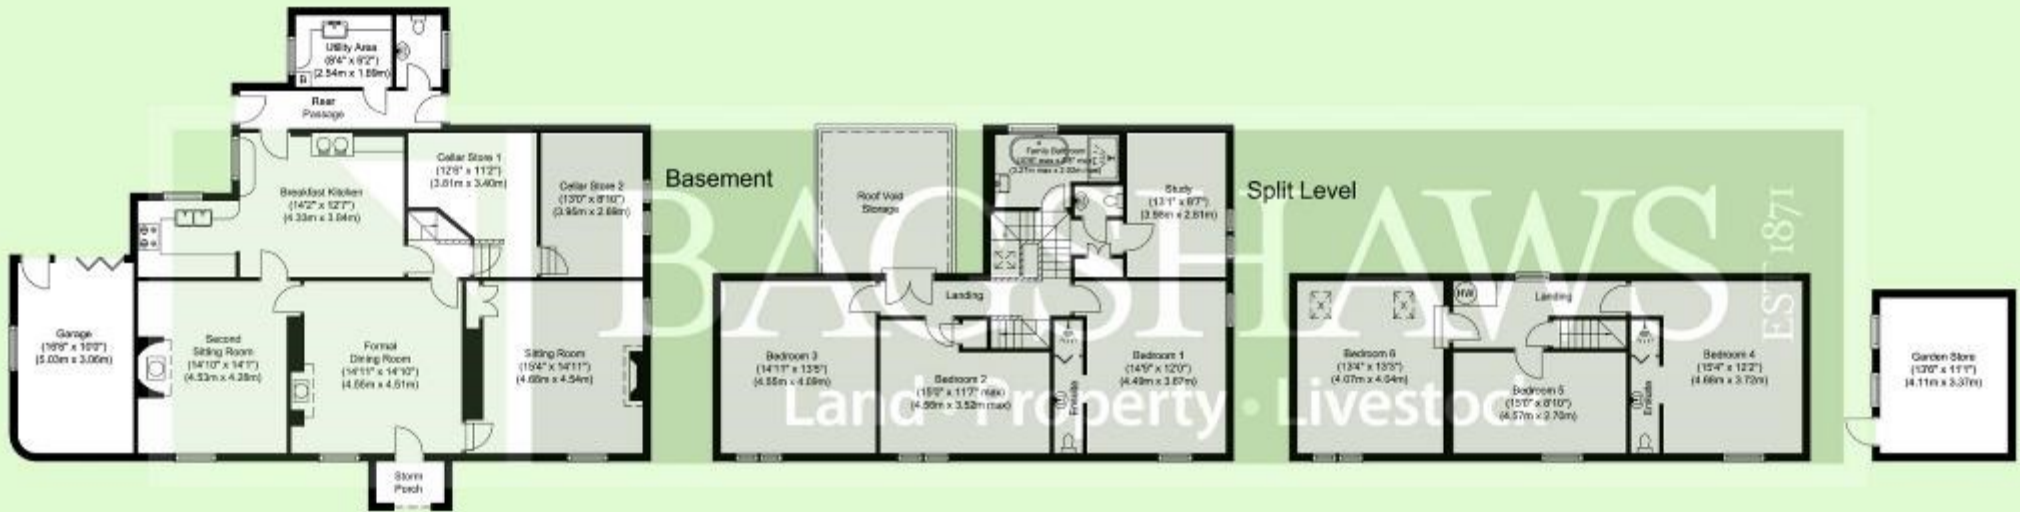 Utility Area
(8'4" x 6'2")
(2.54m x 1.89m)
B
Rear
Passage
Breakfast Kitchen
(14'2" x 12'7")
(4.33m x 3.84m)
Cellar Store 1
(12'6" x 11'2")
(3.81m x 3.40m)
Cellar Store 2
(13'0" x 8'10")
(3.95m x 2.69m)
Basement
Garage
(16'6" x 10'0")
(5.03m x 3.06m)
Second
Sitting Room
(14'10" x 14'1")
(4.53m x 4.28m)
Formal
Dining Room
(14'11" x 14'10")
(4.56m x 4.51m)
Sitting Room
(15'4" x 14'11")
(4.68m x 4.54m)
Storm
Porch
Roof Void
Storage
Family Bathroom
Study
(13'1" x 8'7")
(3.98m x 2.61m)
Split Level
Landing
Bedroom 3
(14'11" x 13'5")
(4.55m x 4.09m)
Bedroom 2
(15'0" x 11'7" max)
(4.56m x 3.52m max)
Ensuite
Bedroom 1
(14'9" x 12'0")
(4.49m x 3.67m)
HW
Landing
Bedroom 6
(13'4" x 13'3")
(4.07m x 4.04m)
Bedroom 5
(15'0" x 8'10")
(4.57m x 2.70m)
Ensuite
Bedroom 4
(15'4" x 12'2")
(4.68m x 3.72m)
Garden Store
(13'6" x 11'1")
(4.11m x 3.37m)
BAGSHAWS
EST 1871
Land · Property · Livestock